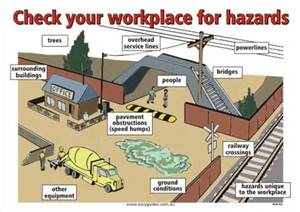 Check your workplace for hazards
trees
overhead
service lines
powerlines
surrounding
buildings
bridges
people
OFFICE
pavement
obstructions
(speed humps)
railway
crossings
ground
conditions
hazards unique
to the workplace
other
equipment
www.easyguides.com.au